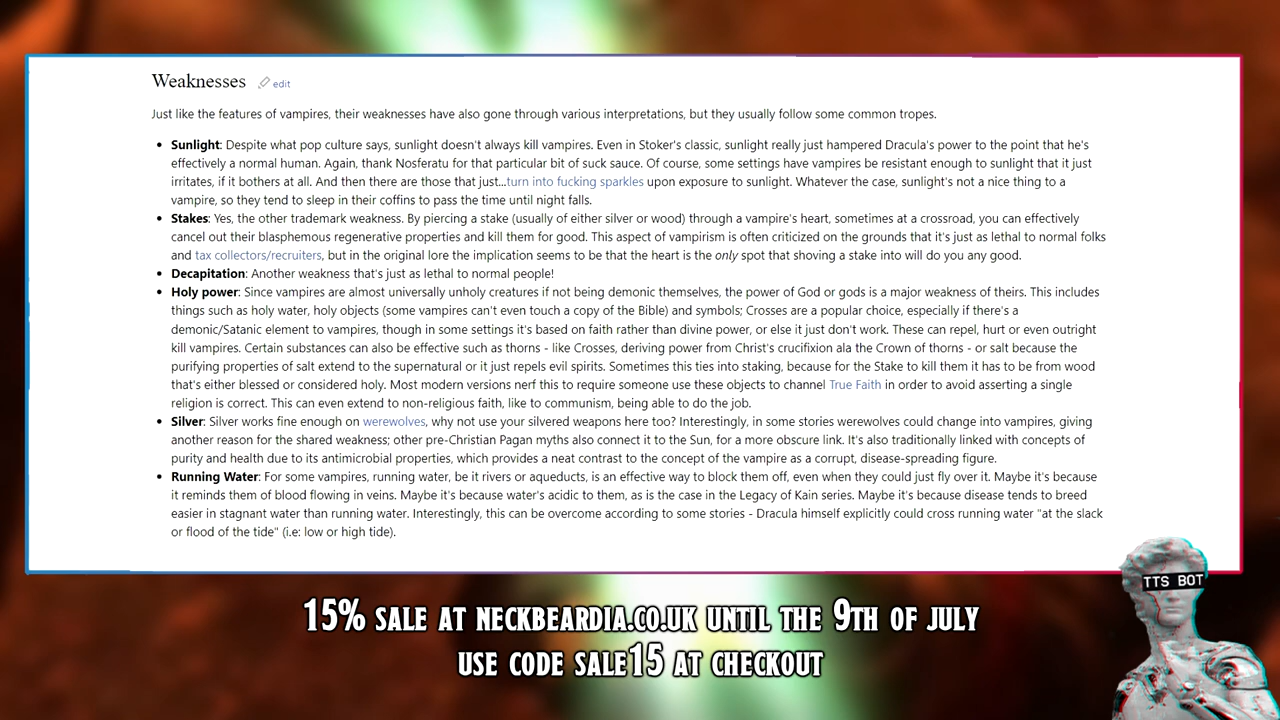 Weaknesses edit
Just like the features of vampires, their weaknesses have also gone through various interpretations, but they usually follow some common tropes.
• Sunlight: Despite what pop culture says, sunlight doesn't always kill vampires. Even in Stoker's classic, sunlight really just hampered Dracula's power to the point that he's
effectively a normal human. Again, thank Nosferatu for that particular bit of suck sauce. Of course, some settings have vampires be resistant enough to sunlight that it just
irritates, if it bothers at all. And then there are those that just...turn into fucking sparkles upon exposure to sunlight. Whatever the case, sunlight's not a nice thing to a
vampire, so they tend to sleep in their coffins to pass the time until night falls.
• Stakes: Yes, the other trademark weakness. By piercing a stake (usually of either silver or wood) through a vampire's heart, sometimes at a crossroad, you can effectively
cancel out their blasphemous regenerative properties and kill them for good. This aspect of vampirism is often criticized on the grounds that it's just as lethal to normal folks
and tax collectors/recruiters, but in the original lore the implication seems to be that the heart is the only spot that shoving a stake into will do you any good.
• Decapitation: Another weakness that's just as lethal to normal people!
• Holy power: Since vampires are almost universally unholy creatures if not being demonic themselves, the power of God or gods is a major weakness of theirs. This includes
things such as holy water, holy objects (some vampires can't even touch a copy of the Bible) and symbols; Crosses are a popular choice, especially if there's a
demonic/Satanic element to vampires, though in some settings it's based on faith rather than divine power, or else it just don't work. These can repel, hurt or even outright
kill vampires. Certain substances can also be effective such as thorns - like Crosses, deriving power from Christ's crucifixion ala the Crown of thorns - or salt because the
purifying properties of salt extend to the supernatural or it just repels evil spirits. Sometimes this ties into staking, because for the Stake to kill them it has to be from wood
that's either blessed or considered holy. Most modern versions nerf this to require someone use these objects to channel True Faith in order to avoid asserting a single
religion is correct. This can even extend to non-religious faith, like to communism, being able to do the job.
• Silver: Silver works fine enough on werewolves, why not use your silvered weapons here too? Interestingly, in some stories werewolves could change into vampires, giving
another reason for the shared weakness; other pre-Christian Pagan myths also connect it to the Sun, for a more obscure link. It's also traditionally linked with concepts of
purity and health due to its antimicrobial properties, which provides a neat contrast to the concept of the vampire as a corrupt, disease-spreading figure.
• Running Water: For some vampires, running water, be it rivers or aqueducts, is an effective way to block them off, even when they could just fly over it. Maybe it's because
it reminds them of blood flowing in veins. Maybe it's because water's acidic to them, as is the case in the Legacy of Kain series. Maybe it's because disease tends to breed
easier in stagnant water than running water. Interestingly, this can be overcome according to some stories - Dracula himself explicitly could cross running water "at the slack
or flood of the tide" (i.e: low or high tide).
TTS BOT
15% SALE AT NECKBEARDIA.CO.UK UNTIL THE 9TH OF JULY
USE CODE SALE15 AT CHECKOUT